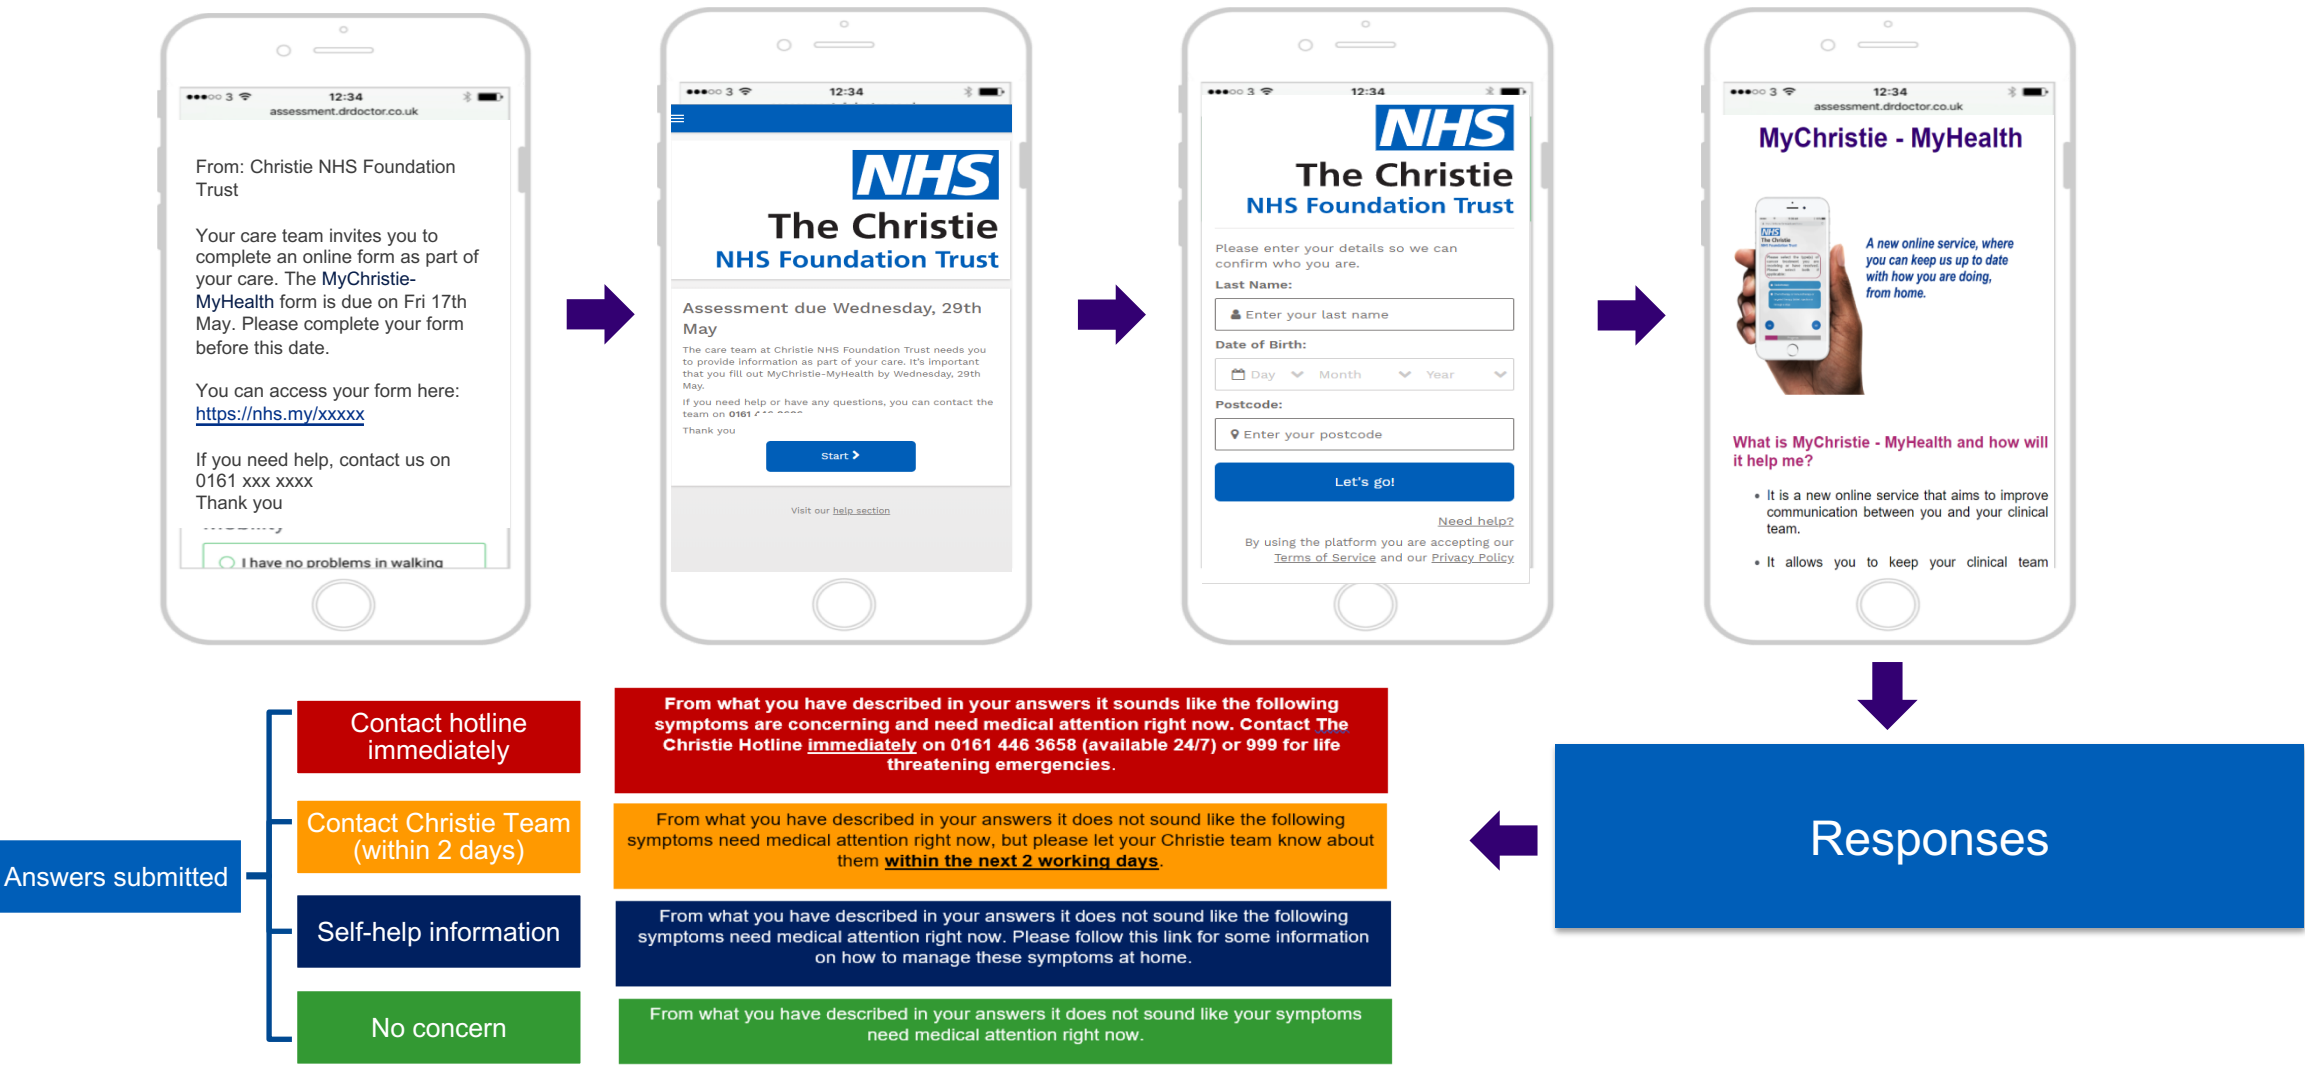 ●●●○○ 3 12:34
assessment.drdoctor.co.uk
From: Christie NHS Foundation
Trust
Your care team invites you to
complete an online form as part of
your care. The MyChristie-
MyHealth form is due on Fri 17th
May. Please complete your form
before this date.
You can access your form here:
https://nhs.my/xxxxx
If you need help, contact us on
0161 xxx xxxx
Thank you
I have no problems in walking
●●●○○ 3 12:34
NHS
The Christie
NHS Foundation Trust
Assessment due Wednesday, 29th
May
The care team at Christie NHS Foundation Trust needs you
to provide information as part of your care. It's important
that you fill out MyChristie-MyHealth by Wednesday, 29th
May.
If you need help or have any questions, you can contact the
team on 0161
Thank you
Start
Visit our help section
●●●○○ 3 12:34
NHS
The Christie
NHS Foundation Trust
Please enter your details so we can
confirm who you are.
Last Name:
Enter your last name
Date of Birth:
Day Month Year
Postcode:
Enter your postcode
Let's go!
Need help?
By using the platform you are accepting our
Terms of Service and our Privacy Policy
●●●○○ 3 12:34
assessment.drdoctor.co.uk
MyChristie - MyHealth
NHS
The Christie
A new online service, where
you can keep us up to date
with how you are doing,
from home.
What is MyChristie - MyHealth and how will
it help me?
• It is a new online service that aims to improve
communication between you and your clinical
team.
• It allows you to keep your clinical team
Responses
Answers submitted
Contact hotline
immediately
From what you have described in your answers it sounds like the following
symptoms are concerning and need medical attention right now. Contact The
Christie Hotline immediately on 0161 446 3658 (available 24/7) or 999 for life
threatening emergencies.
Contact Christie Team
(within 2 days)
From what you have described in your answers it does not sound like the following
symptoms need medical attention right now, but please let your Christie team know about
them within the next 2 working days.
Self-help information
From what you have described in your answers it does not sound like the following
symptoms need medical attention right now. Please follow this link for some information
on how to manage these symptoms at home.
No concern
From what you have described in your answers it does not sound like your symptoms
need medical attention right now.